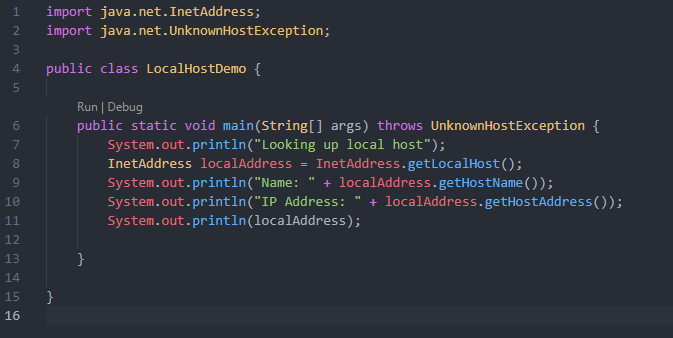 1 import java.net.InetAddress;
2 import java.net.UnknownHostException;
3
4 public class LocalHostDemo {
5
Run | Debug
6 public static void main(String[] args) throws UnknownHostException {
7 System.out.println("Looking up local host");
8 InetAddress localAddress = InetAddress.getLocalHost();
9 System.out.println("Name: " + localAddress.getHostName());
10 System.out.println("IP Address: " + localAddress.getHostAddress());
11 System.out.println(localAddress);
12
13 }
14
15 }
16